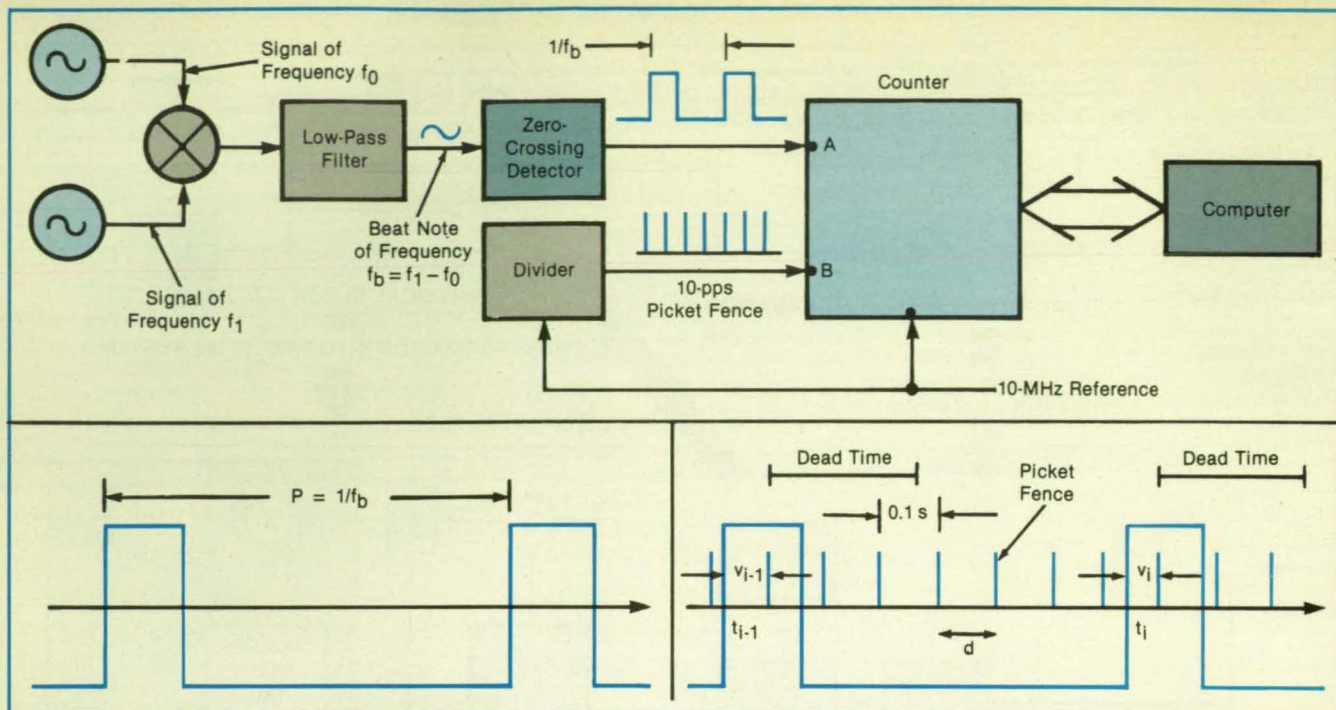 Signal of
Frequency f0
Low-Pass
Filter
Beat Note
of Frequency
fb = f1 – f0
Signal of
Frequency f1
Zero-
Crossing
Detector
Divider
1/fb
10-pps
Picket Fence
Counter
A
B
Computer
10-MHz Reference
P = 1/fb
Dead Time
Picket
Fence
Dead Time
0.1 s
vi-1
vi
ti-1
d
ti